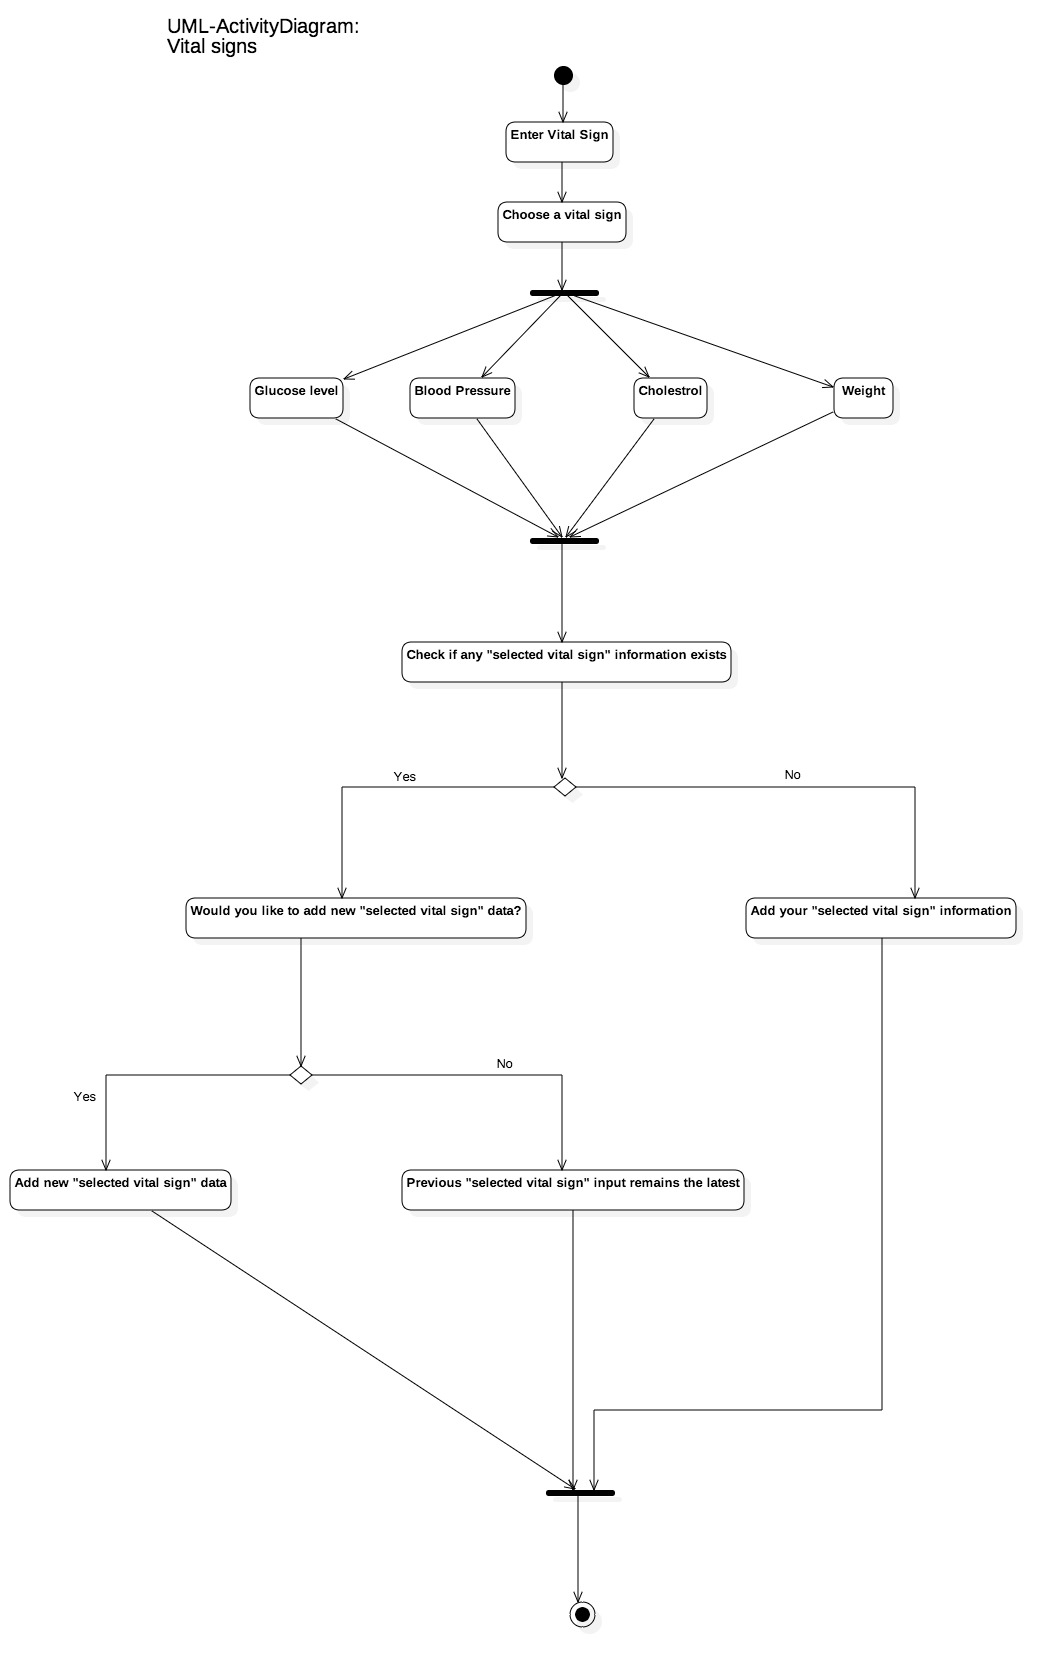 UML-ActivityDiagram:
Vital signs
Enter Vital Sign
Choose a vital sign
Glucose level
Blood Pressure
Cholestrol
Weight
Check if any "selected vital sign" information exists
Yes
No
Would you like to add new "selected vital sign" data?
Add your "selected vital sign" information
Yes
No
Add new "selected vital sign" data
Previous "selected vital sign" input remains the latest